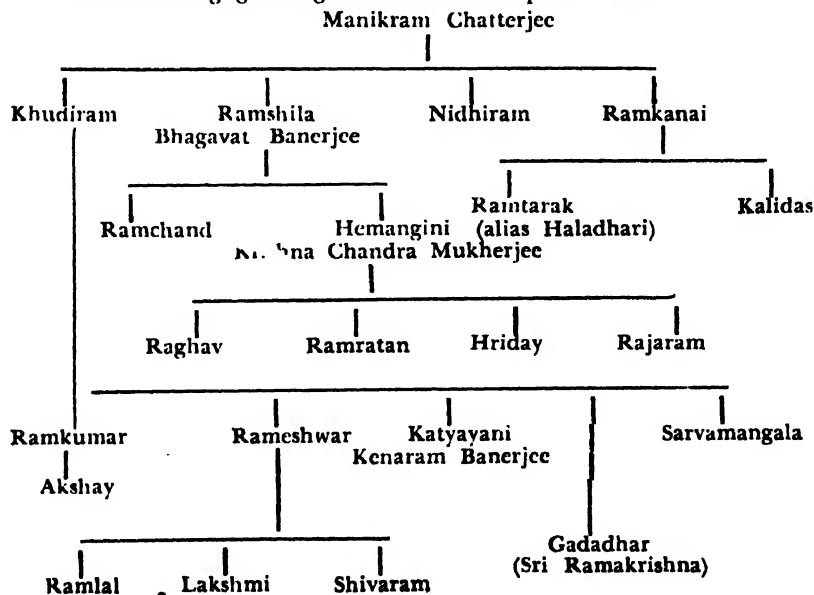 Manikram Chatterjee
Khudiram Ramshila Nidhiram Ramkanai
Bhagavat Banerjee
Ramchand Hemangini Ramtarak Kalidas
(alias Haladhari)
Chandra Mukherjee
Raghav Ramratan Hriday Rajaram
Ramkumar Rameshwar Katyayani Sarvamangala
Kenaram Banerjee
Akshay
Gadadhar
(Sri Ramakrishna)
Ramlal Lakshmi Shivaram